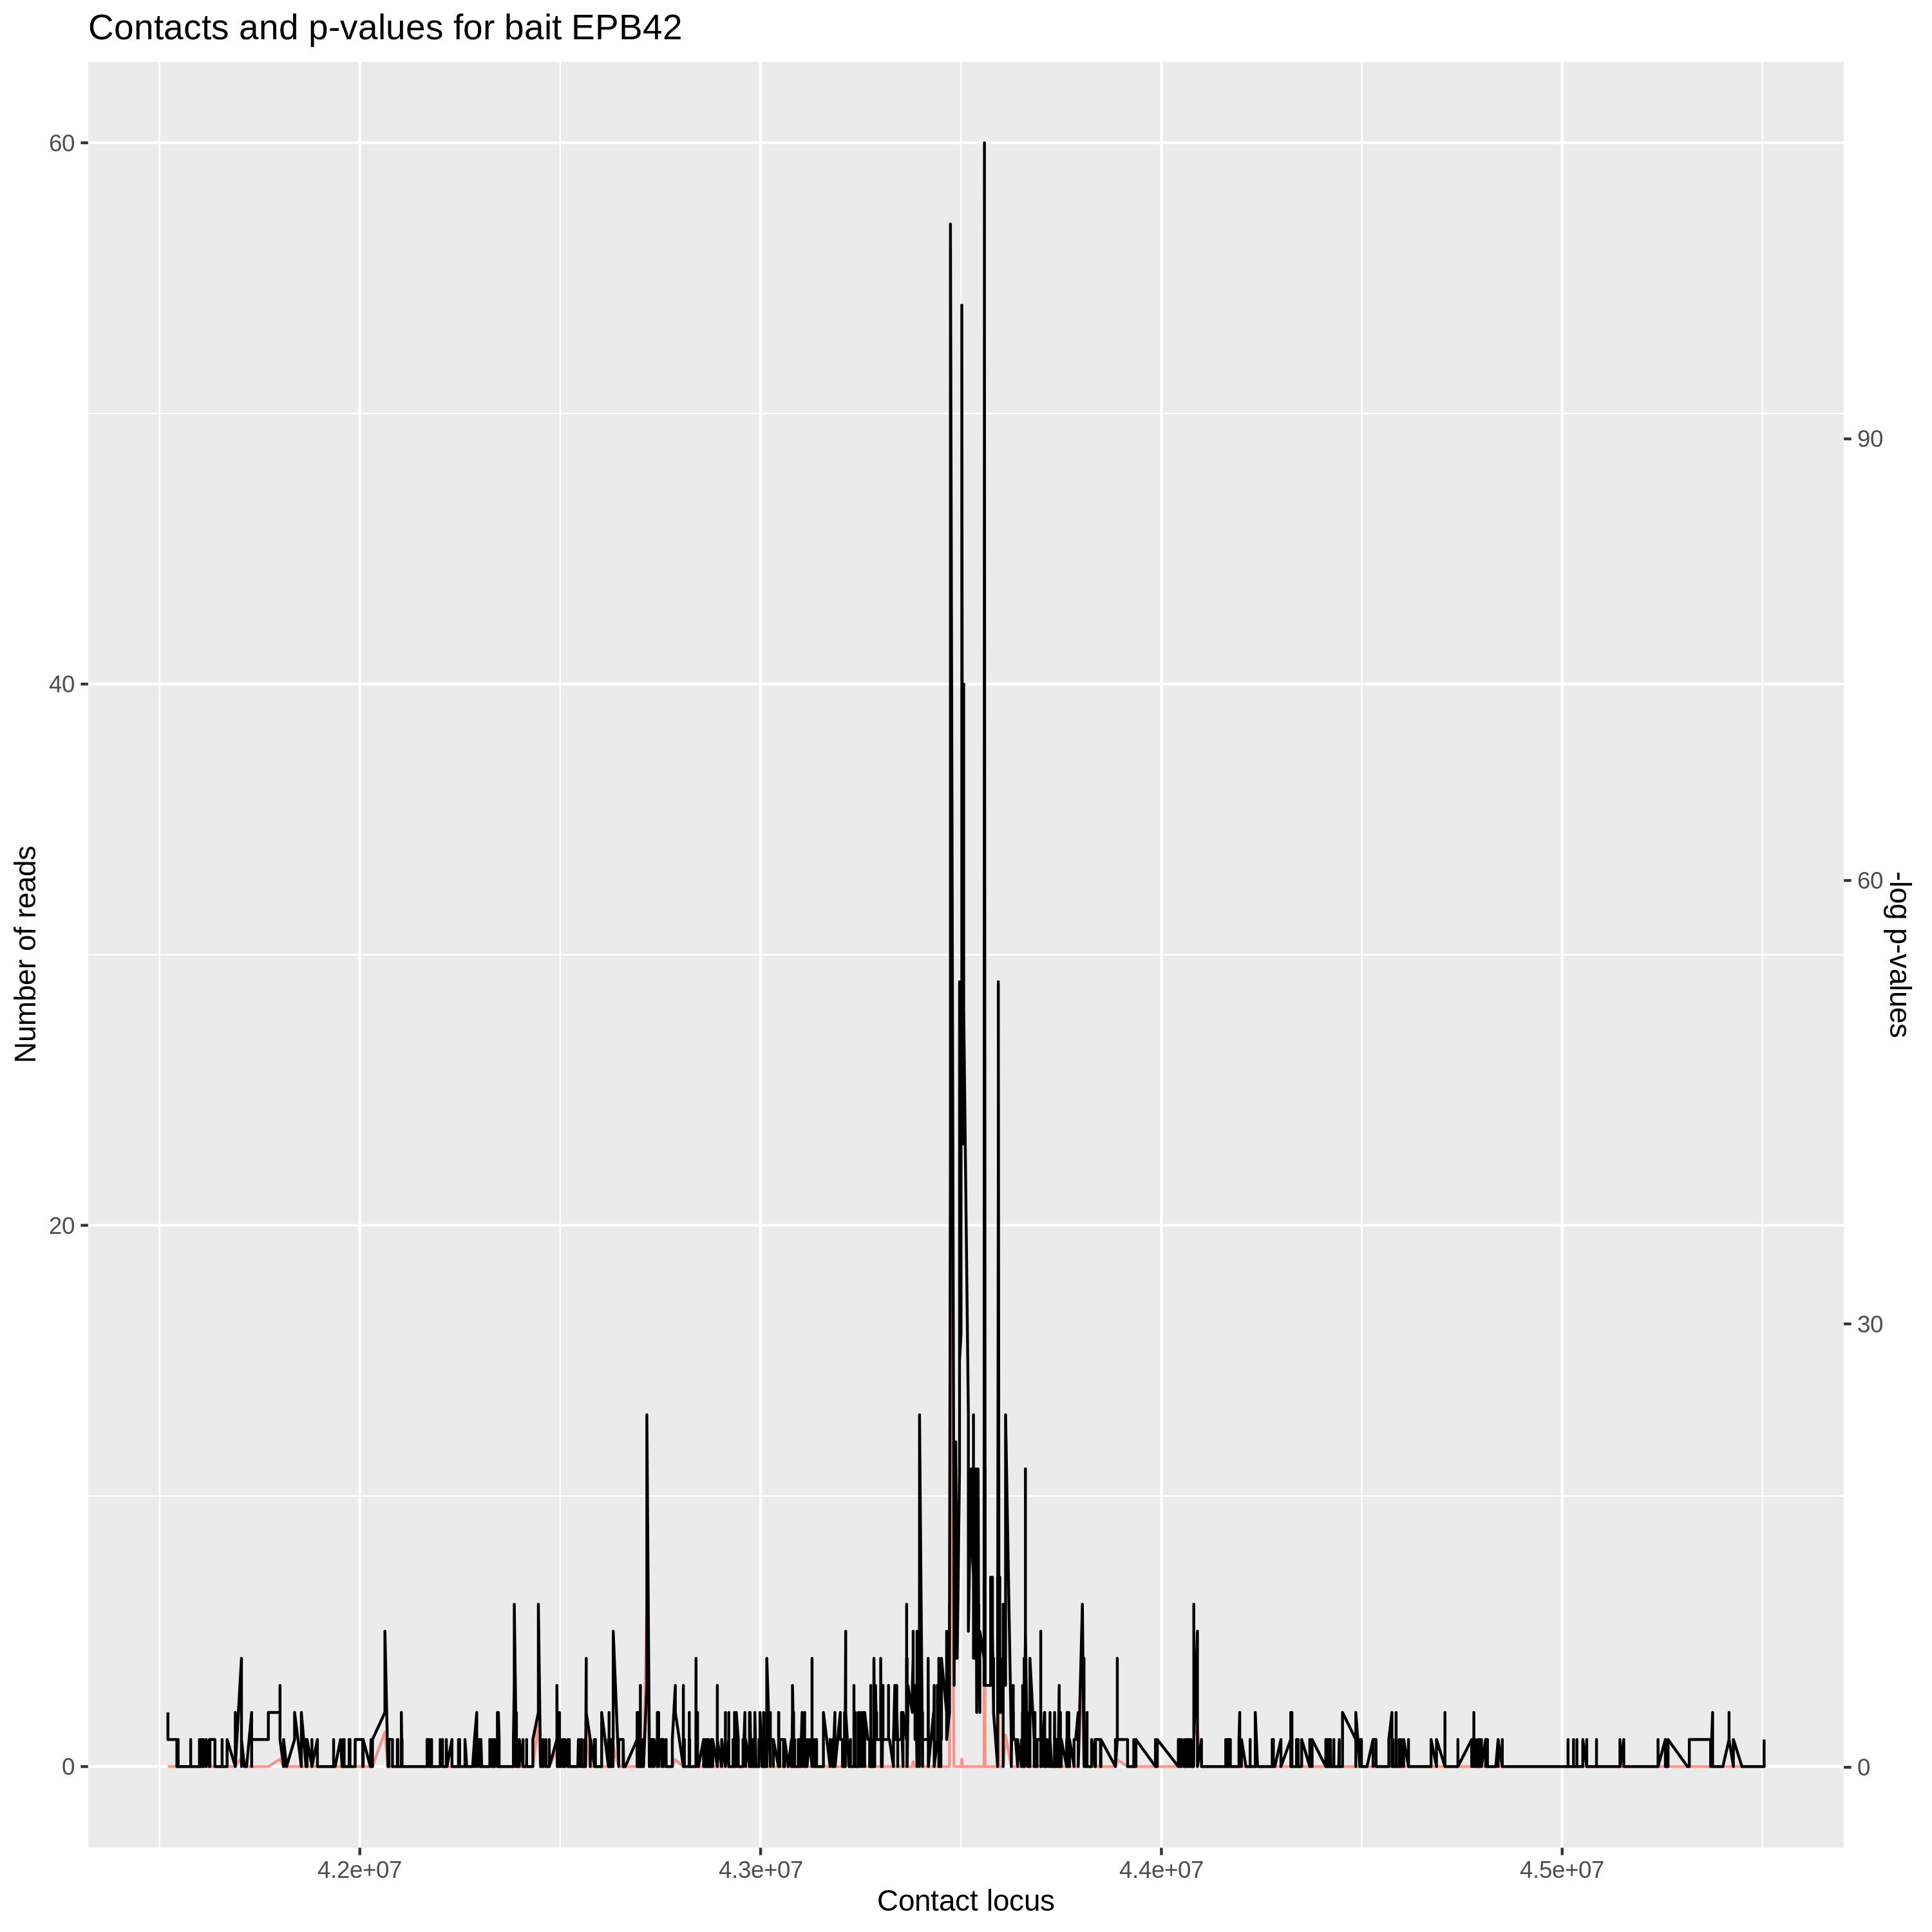 Contacts and p-values for bait EPB42
60
40
20
0
Number of reads
90
60
30
0
-log p-values
4.2e+07
4.3e+07
4.4e+07
4.5e+07
Contact locus